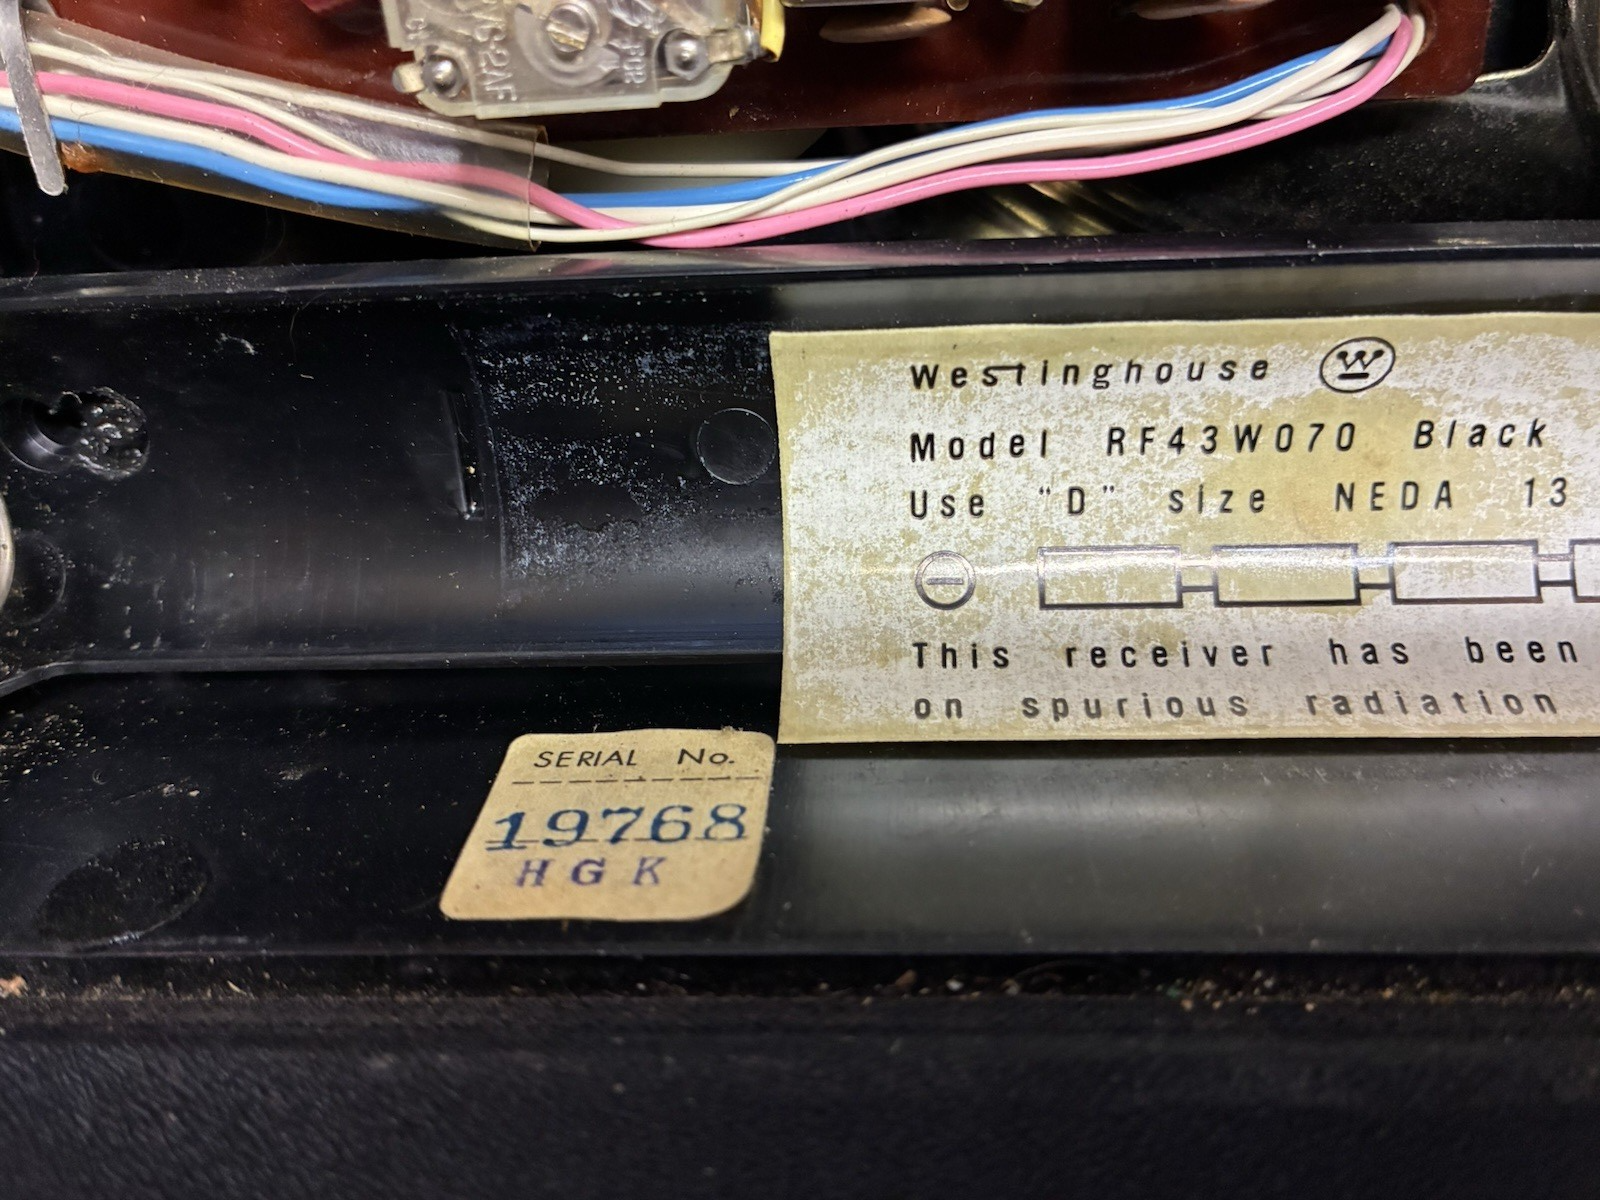 Westinghouse W
Model RF43W070 Black
Use "D" size NEDA 13
This receiver has been
on spurious radiation
SERIAL No.
19768
HGK